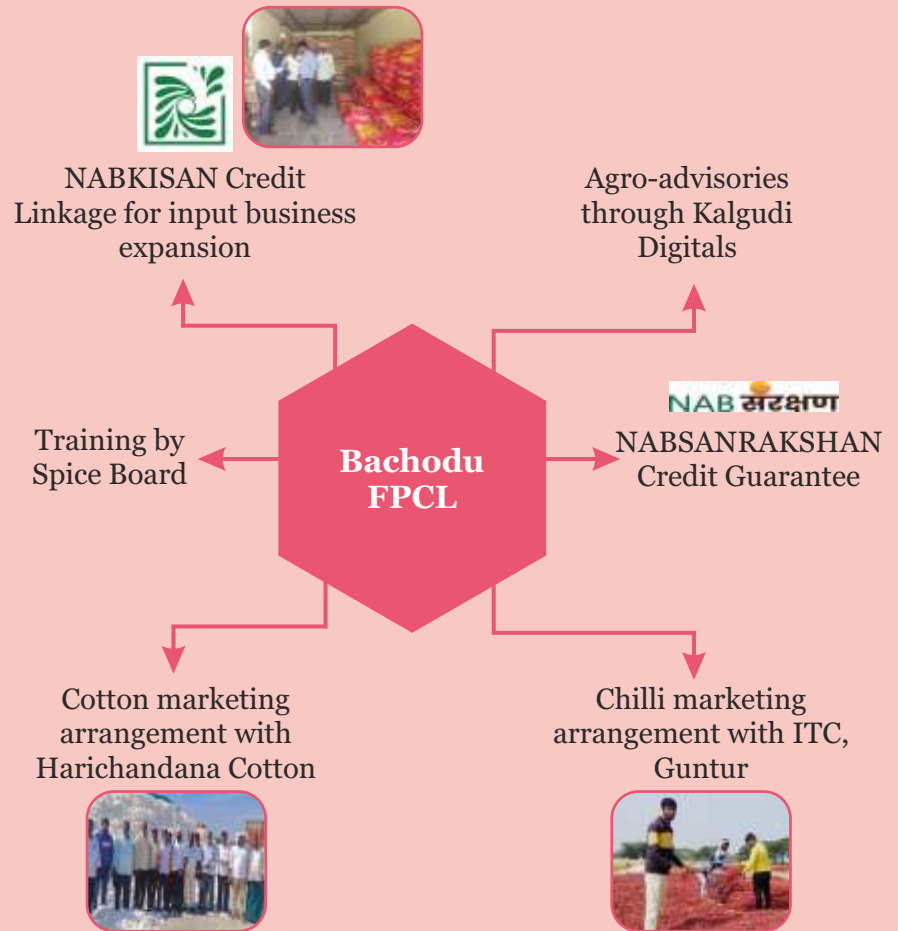 NABKISAN Credit
Linkage for input business
expansion
Agro-advisories
through Kalgudi
Digitals
Training by
Spice Board
Bachodu
FPCL
NAB संरक्षण
NABSANRAKSHAN
Credit Guarantee
Cotton marketing
arrangement with
Harichandana Cotton
Chilli marketing
arrangement with ITC,
Guntur